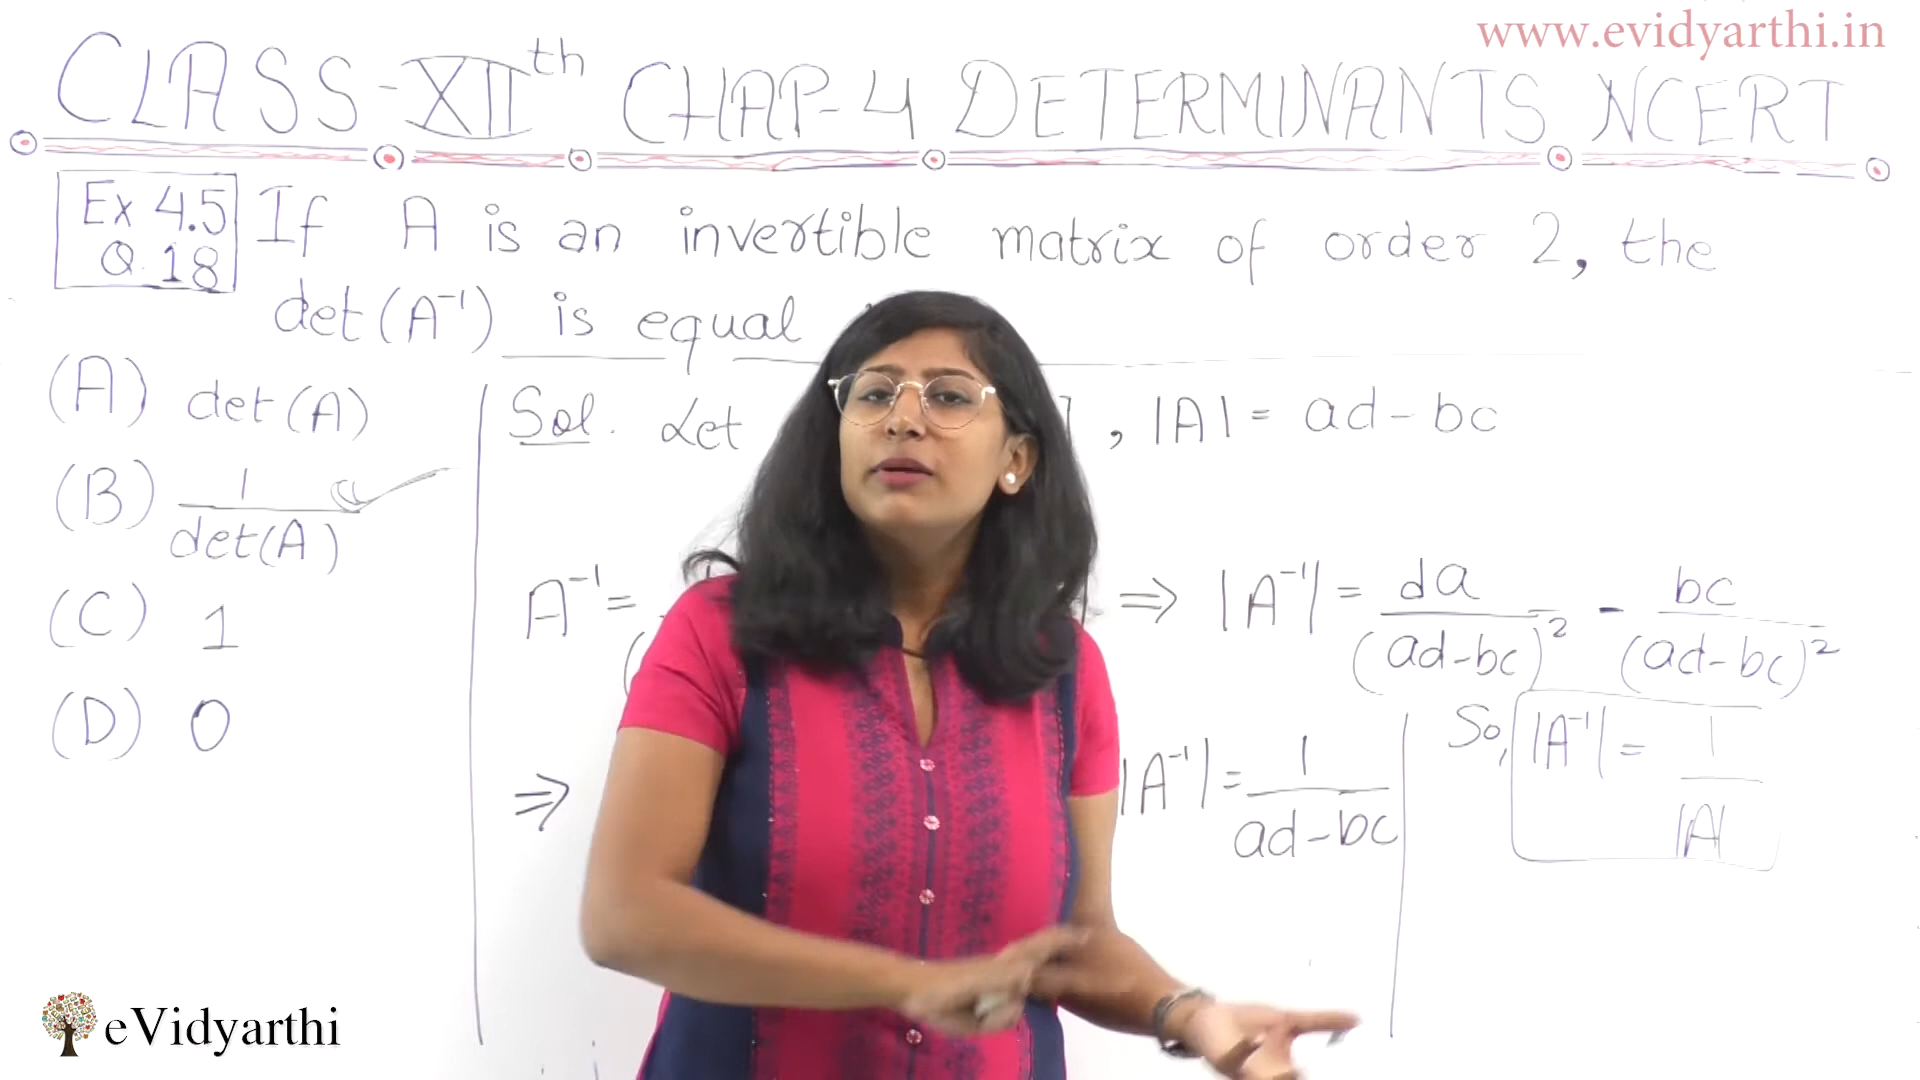 www.evidyarthi.in
CLASS-XIIth CHAP-4 DETERMINANTS NCERT
Ex 4.5
Q.18
If A is an invertible matrix of order 2, the
det(A⁻¹) is equal
(A) det(A)
(B) 1/det(A)
(C) 1
(D) 0
Sol. Let ], |A| = ad-bc
A⁻¹ = ⇒ |A⁻¹| = da/(ad-bc)² - bc/(ad-bc)²
⇒ |A⁻¹| = 1/ad-bc
So, |A⁻¹| = 1/|A|
eVidyarthi